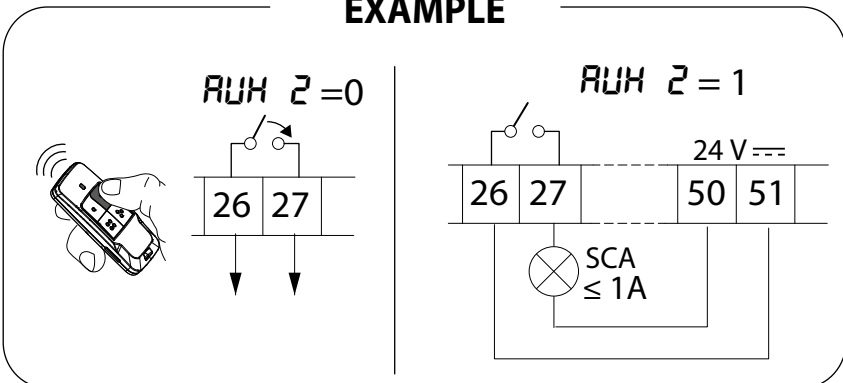 EXAMPLE
AUX 2 =0
26 27
AUX 2 = 1
24 V ⎓
26 27 50 51
SCA
≤ 1A